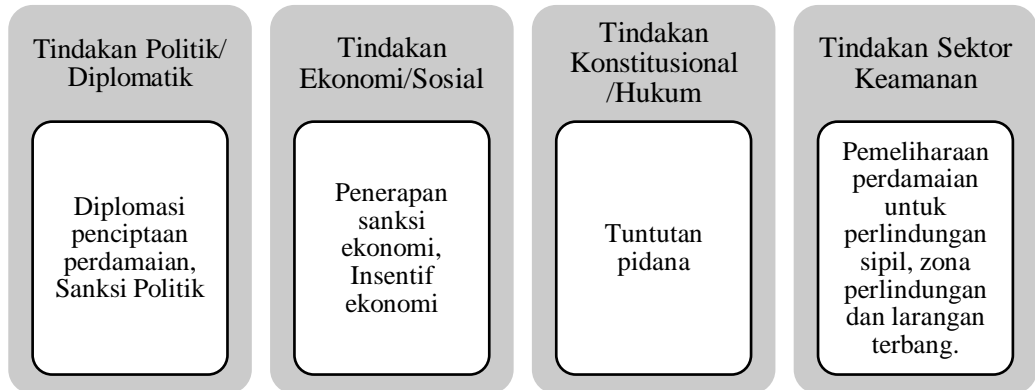 Tindakan Politik/
Diplomatik
Diplomasi
penciptaan
perdamaian,
Sanksi Politik
Tindakan
Ekonomi/Sosial
Penerapan
sanksi
ekonomi,
Insentif
ekonomi
Tindakan
Konstitusional
/Hukum
Tuntutan
pidana
Tindakan Sektor
Keamanan
Pemeliharaan
perdamaian
untuk
perlindungan
sipil, zona
perlindungan
dan larangan
terbang.